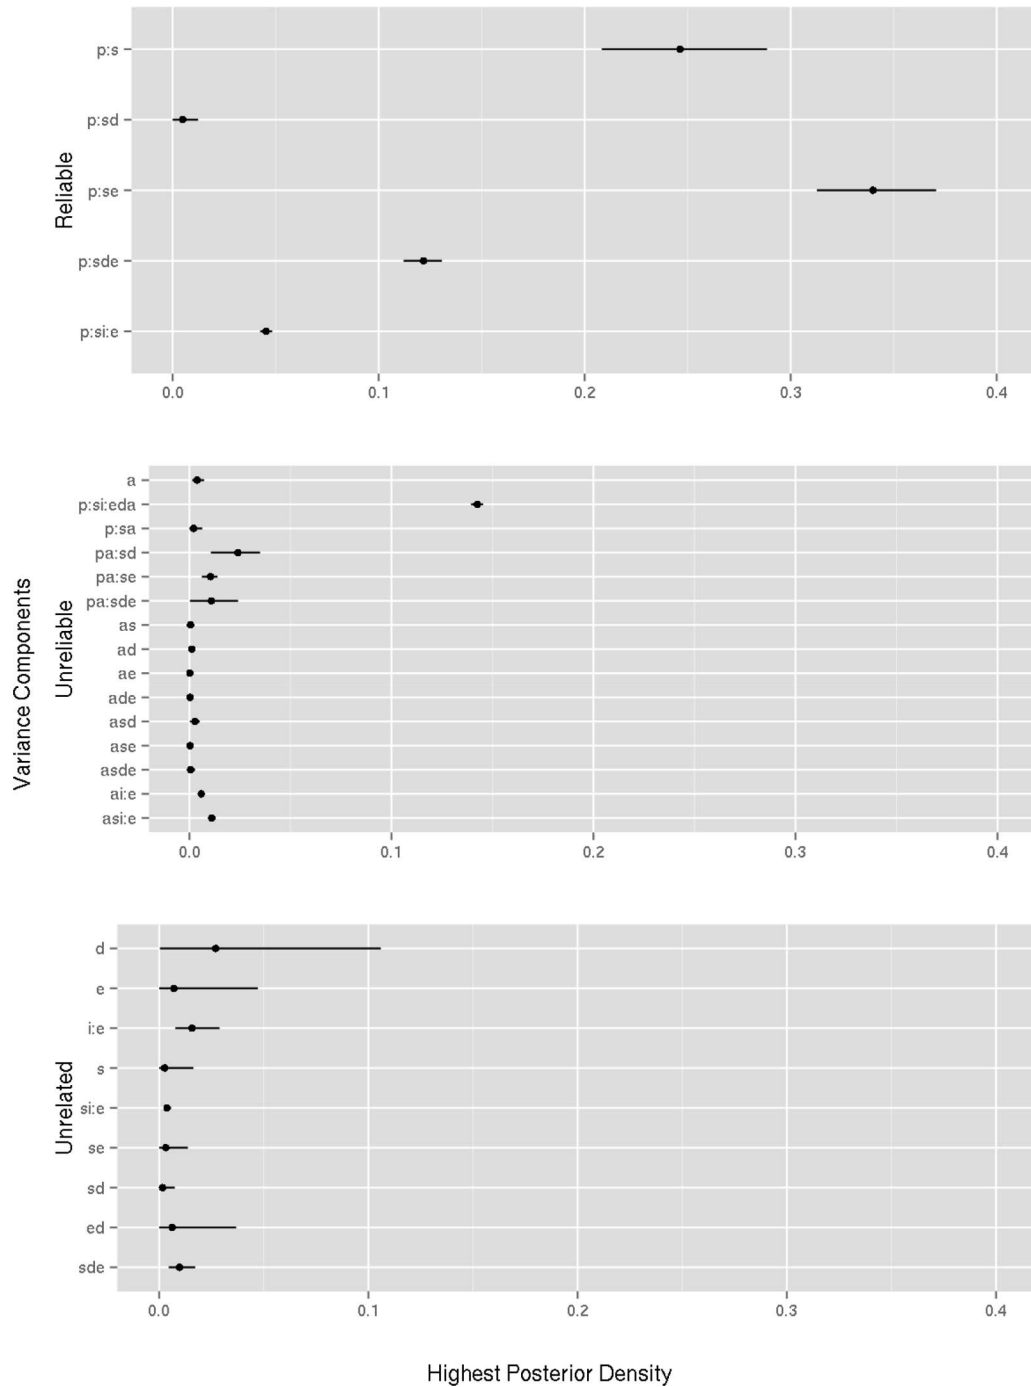 p:s
p:sd
p:se
p:sde
p:si:e
Reliable
0.0 0.1 0.2 0.3 0.4
a
p:si:eda
p:sa
pa:sd
pa:se
pa:sde
as
ad
ae
ade
asd
ase
asde
ai:e
asi:e
Unreliable
Variance Components
0.0 0.1 0.2 0.3 0.4
d
e
i:e
s
si:e
se
sd
ed
sde
Unrelated
0.0 0.1 0.2 0.3 0.4
Highest Posterior Density